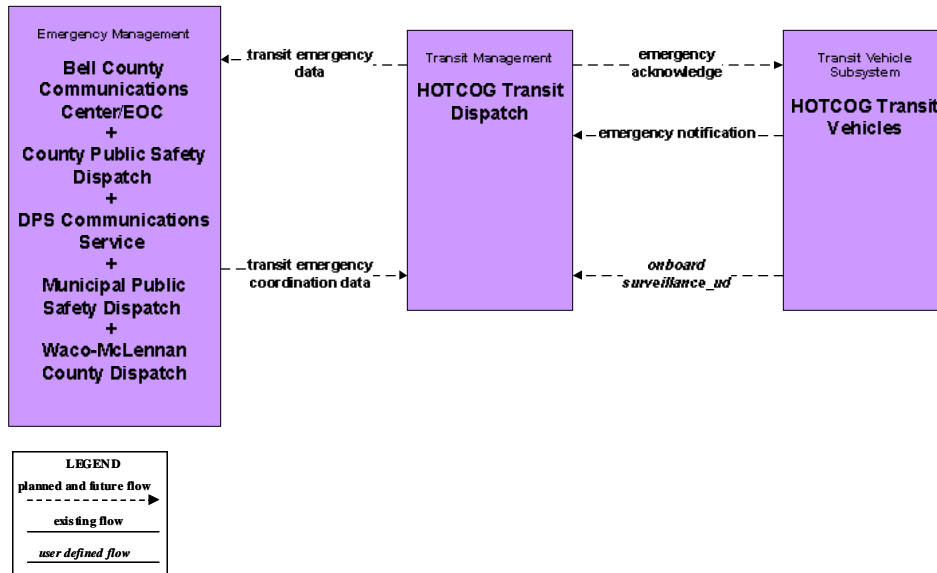 Emergency Management
Bell County
Communications
Center/EOC
+
County Public Safety
Dispatch
+
DPS Communications
Service
+
Municipal Public
Safety Dispatch
+
Waco-McLennan
County Dispatch
transit emergency
data
transit emergency
coordination data
Transit Management
HOTCOG Transit
Dispatch
emergency
acknowledge
emergency notification
onboard
surveillance_ud
Transit Vehicle
Subsystem
HOTCOG Transit
Vehicles
LEGEND
planned and future flow
existing flow
user defined flow